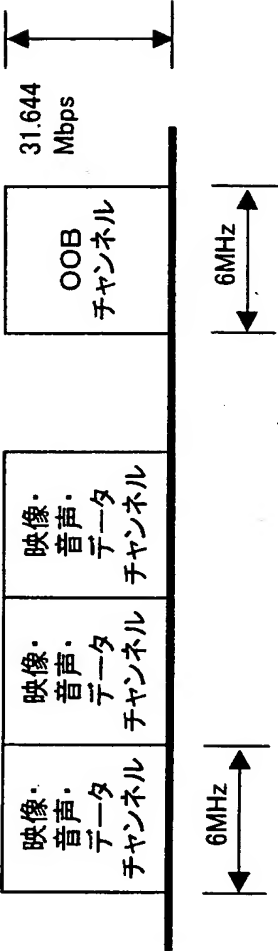 映像・
音声・
データ
チャンネル
映像・
音声・
データ
チャンネル
映像・
音声・
データ
チャンネル
OOB
チャンネル
31.644
Mbps
6MHz
6MHz